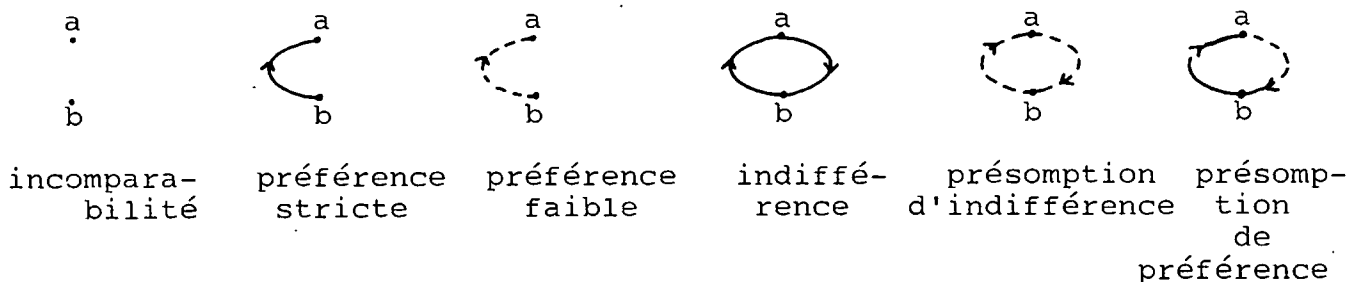 a a a a a a
b b b b b b
incompara- préférence préférence indiffé- présomption présomp-
bilité stricte faible rence d'indifférence tion
de
préférence